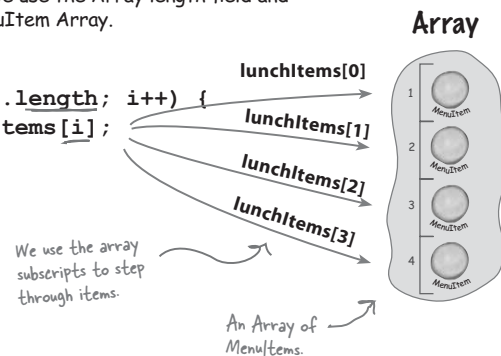 use the Array length field and
uItem Array.
Array
.length; i++) {
tems[i];
lunchItems[0]
lunchItems[1]
lunchItems[2]
lunchItems[3]
1
MenuItem
2
MenuItem
3
MenuItem
4
MenuItem
We use the array
subscripts to step
through items.
An Array of
MenuItems.